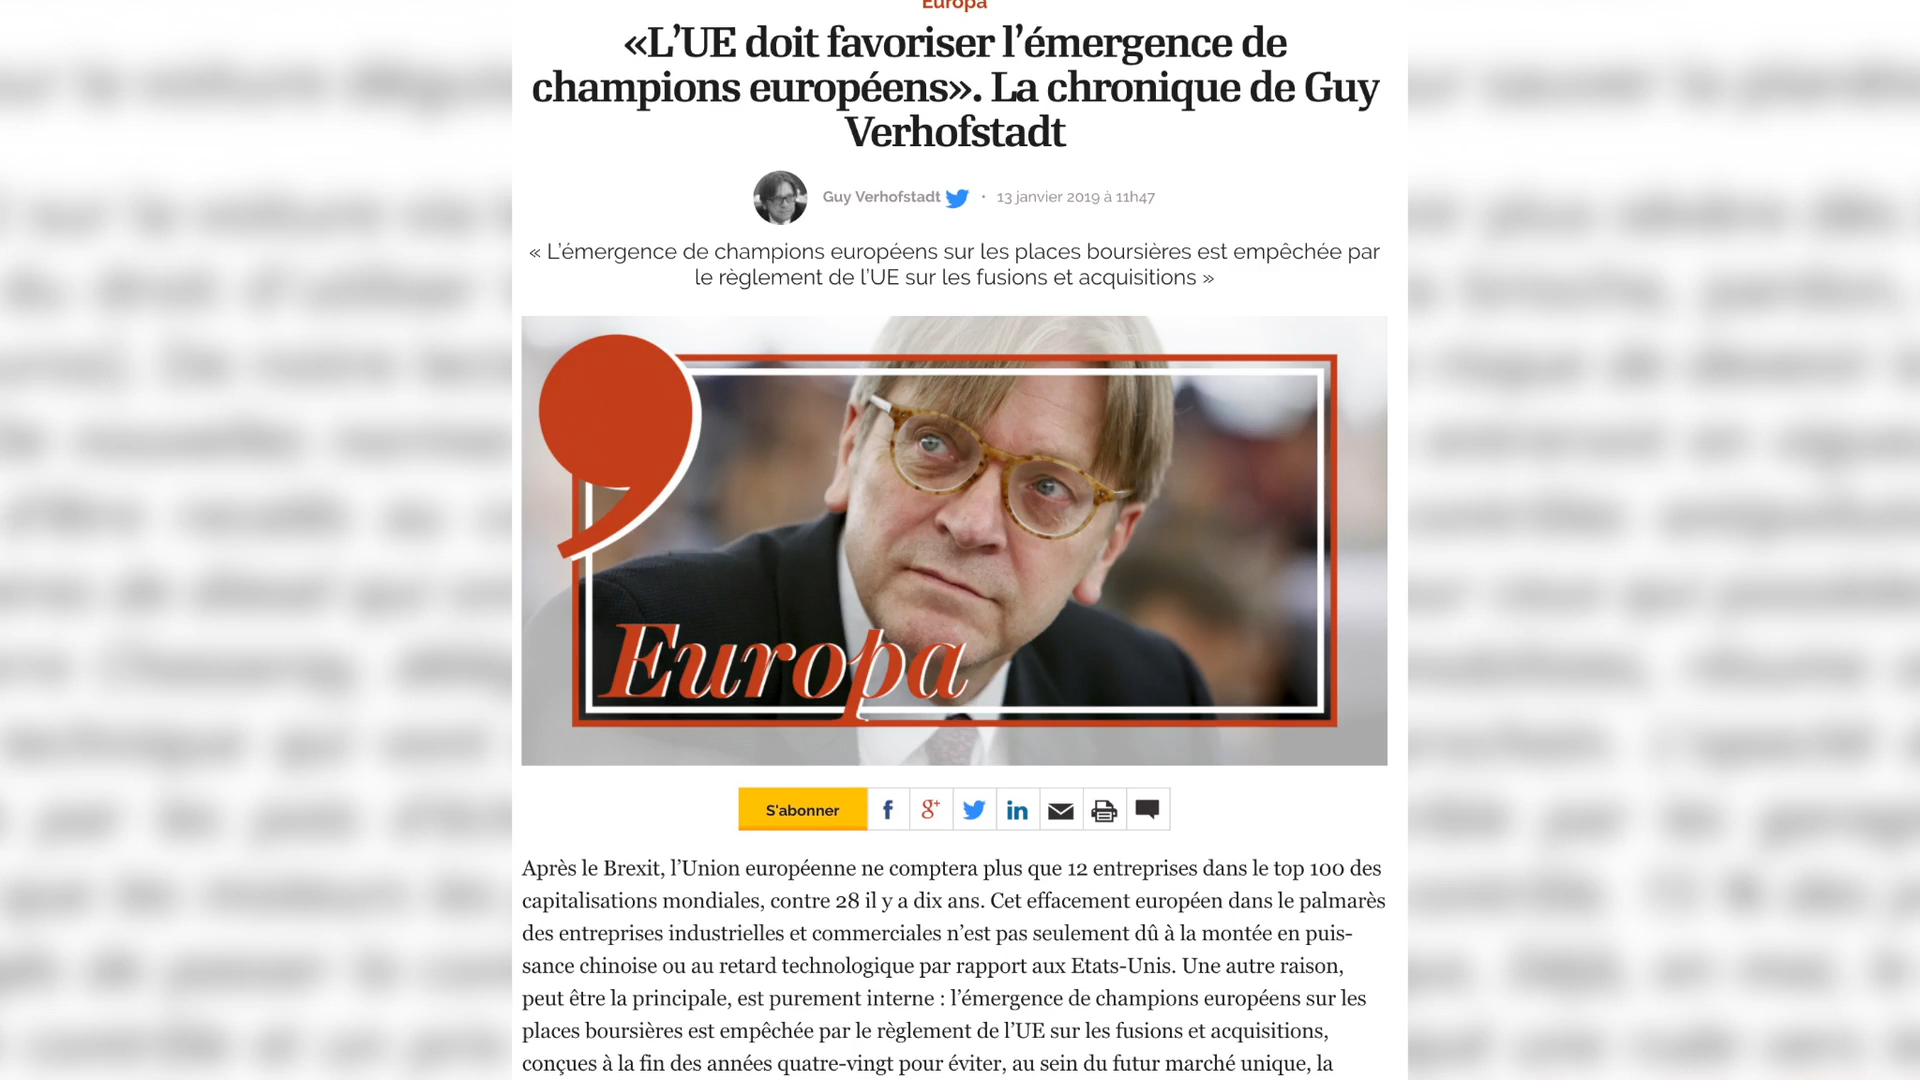 Europa
«L’UE doit favoriser l’émergence de
champions européens». La chronique de Guy
Verhofstadt
Guy Verhofstadt · 13 janvier 2019 à 11h47
« L’émergence de champions européens sur les places boursières est empêchée par
le règlement de l’UE sur les fusions et acquisitions »
Europa
S'abonner
f g+ in
Après le Brexit, l’Union européenne ne comptera plus que 12 entreprises dans le top 100 des
capitalisations mondiales, contre 28 il y a dix ans. Cet effacement européen dans le palmarès
des entreprises industrielles et commerciales n’est pas seulement dû à la montée en puis-
sance chinoise ou au retard technologique par rapport aux Etats-Unis. Une autre raison,
peut être la principale, est purement interne : l’émergence de champions européens sur les
places boursières est empêchée par le règlement de l’UE sur les fusions et acquisitions,
conçues à la fin des années quatre-vingt pour éviter, au sein du futur marché unique, la